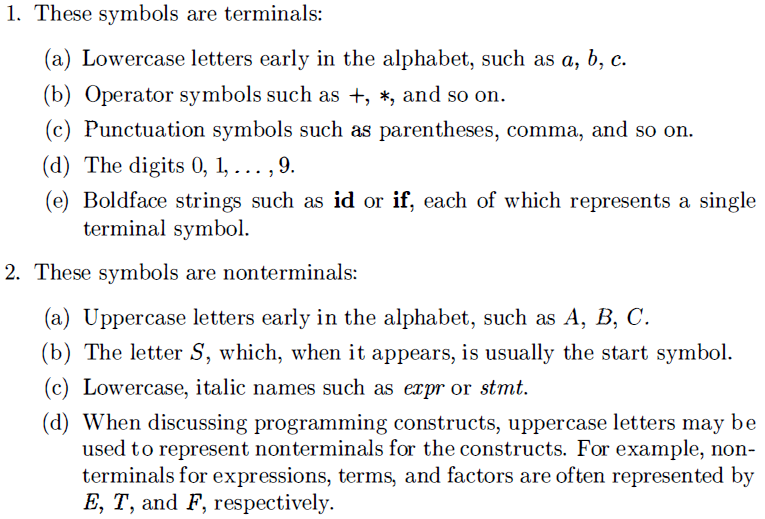 1. These symbols are terminals:
(a) Lowercase letters early in the alphabet, such as a, b, c.
(b) Operator symbols such as +, *, and so on.
(c) Punctuation symbols such as parentheses, comma, and so on.
(d) The digits 0, 1, . . . , 9.
(e) Boldface strings such as id or if, each of which represents a single
terminal symbol.
2. These symbols are nonterminals:
(a) Uppercase letters early in the alphabet, such as A, B, C.
(b) The letter S, which, when it appears, is usually the start symbol.
(c) Lowercase, italic names such as expr or stmt.
(d) When discussing programming constructs, uppercase letters may be
used to represent nonterminals for the constructs. For example, non-
terminals for expressions, terms, and factors are often represented by
E, T, and F, respectively.